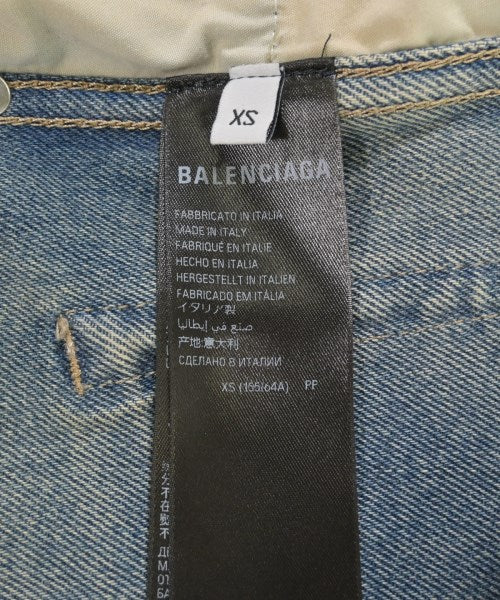 XS
BALENCIAGA
FABBRICATO IN ITALIA
MADE IN ITALY
FABRIQUÉ EN ITALIE
HECHO EN ITALIA
HERGESTELLT IN ITALIEN
FABRICADO EM ITÁLIA
イタリア製
صنع في إيطاليا
产地:意大利
СДЕЛАНО В ИТАЛИИ
XS (155/64A) PF